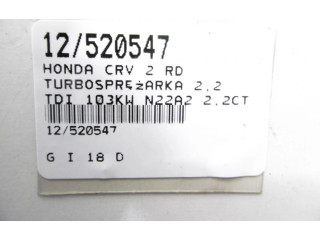 12/520547
HONDA CRV 2 RD
TURBOSPRĘŻARKA 2,2
TDI 103KW N22A2 2.2CT
12/520547
G I 18 D